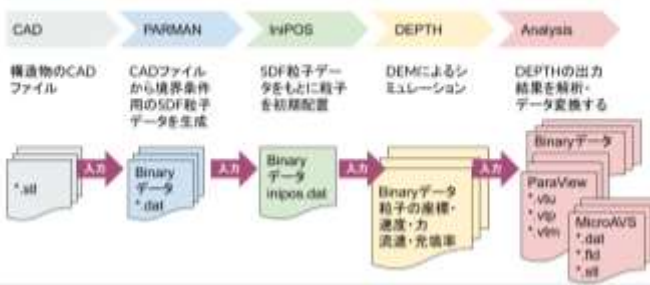 CAD
PARMAN
IniPOS
DEPTH
Analysis
構造物のCAD
ファイル
CADファイル
から境界条件
用のSDF粒子
データを生成
SDF粒子デー
タをもとに粒子
を初期配置
DEMによるシ
ミュレーション
DEPTHの出力
結果を解析・
データ変換する
*.stl
入力
Binary
データ
*.dat
入力
Binary
データ
inipos.dat
入力
Binaryデータ
粒子の座標・
速度・力
流速・充填率
入力
Binaryデータ
ParaView
*.vtu
*.vtp
*.vtm
MicroAVS
*.dat
*.fld
*.stl